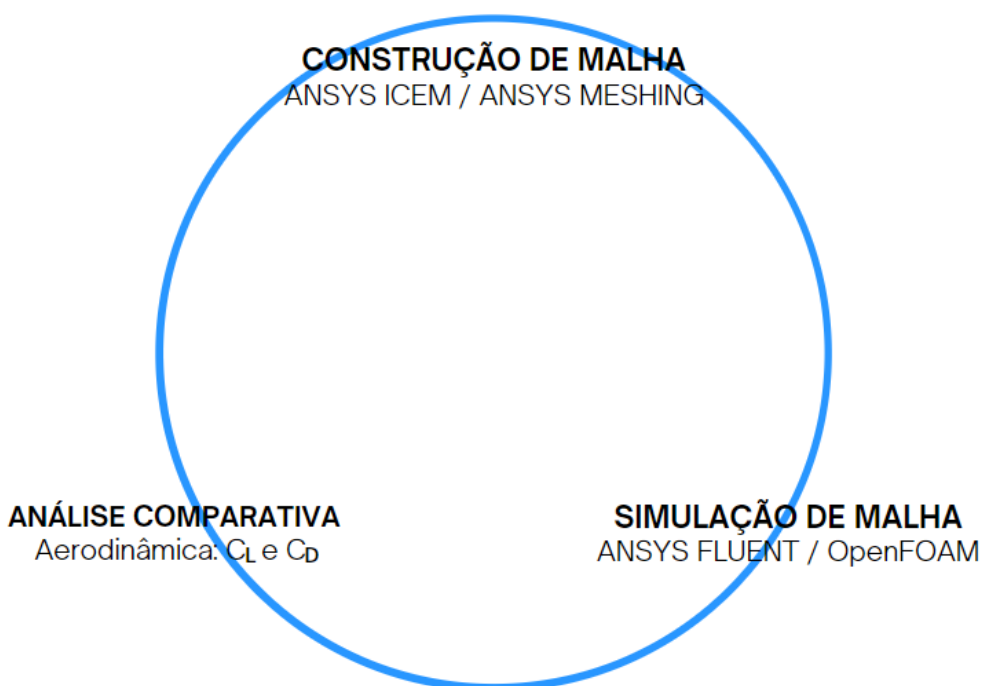 CONSTRUÇÃO DE MALHA
ANSYS ICEM / ANSYS MESHING
ANÁLISE COMPARATIVA
Aerodinâmica: CL e CD
SIMULAÇÃO DE MALHA
ANSYS FLUENT / OpenFOAM